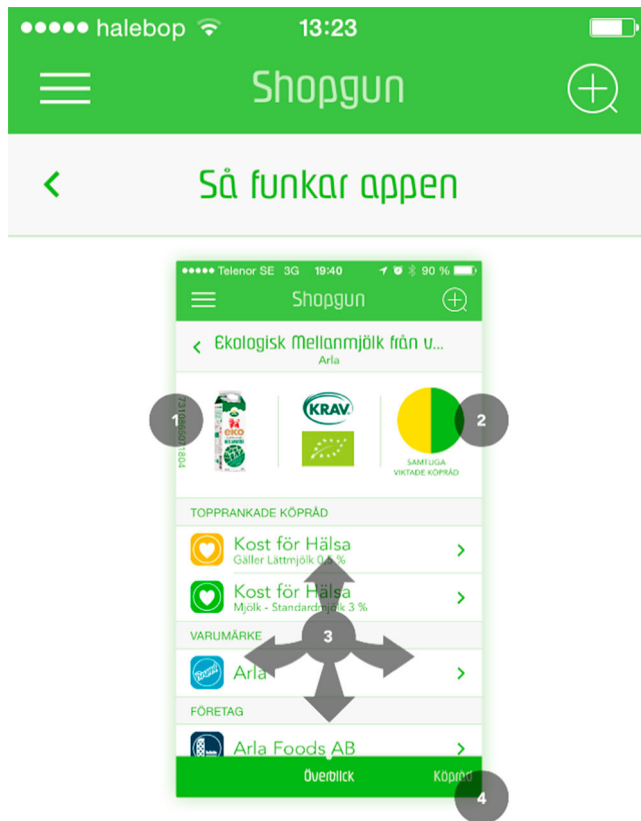 halebop 13:23
Shopgun
Så funkar appen
Telenor SE 3G 19:40 90 %
Shopgun
Ekologisk Mellanmjölk från v...
Arla
1
KRAV
eko
2
SAMTLIGA
VIKTADE KÖPRÅD
TOPPRANKADE KÖPRÅD
Kost för Hälsa
Gäller Lättmjölk 0,5 %
Kost för Hälsa
Mjölk - Standardmjölk 3 %
3
VARUMÄRKE
Arla
FÖRETAG
Arla Foods AB
Överblick Köpråd
4